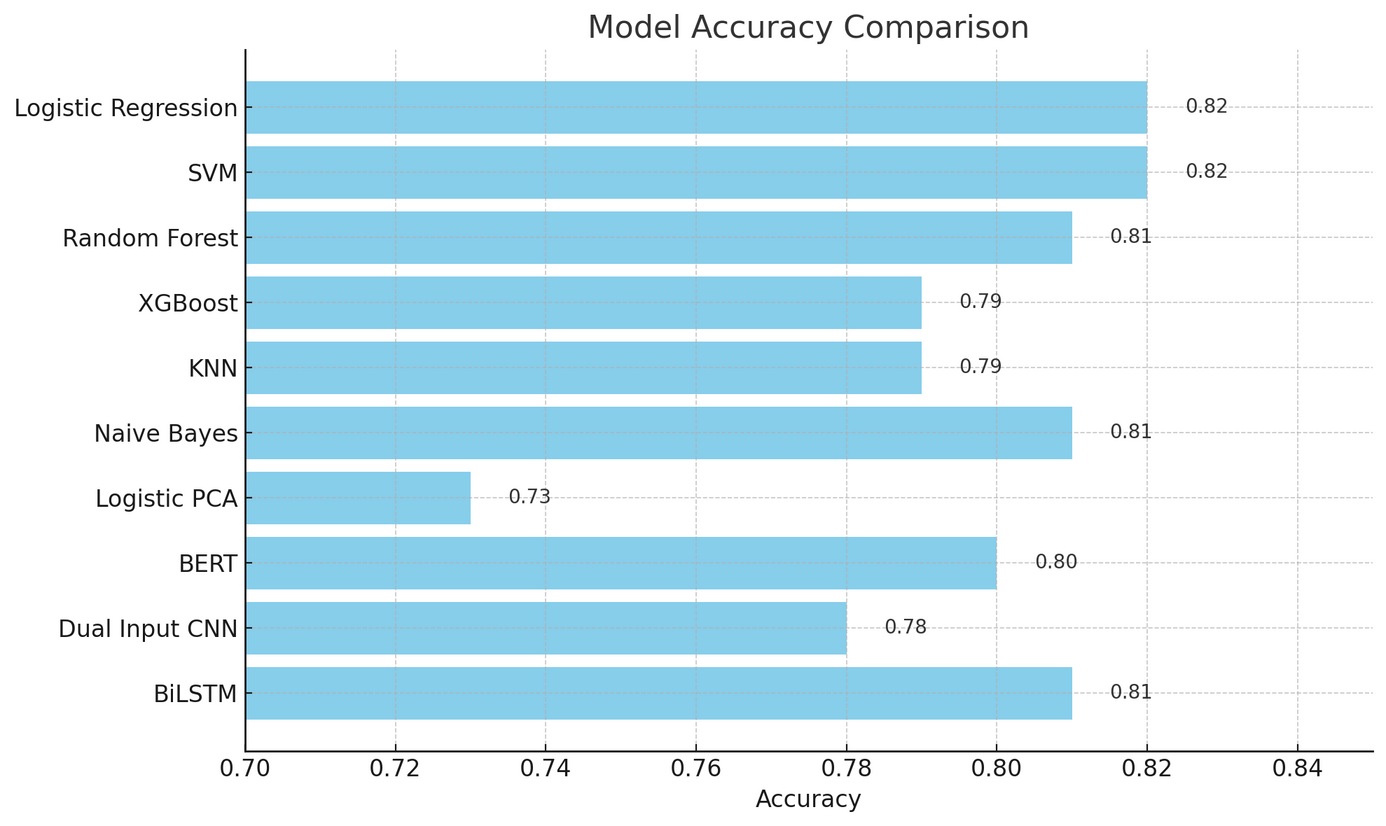 Model Accuracy Comparison
Logistic Regression 0.82
SVM 0.82
Random Forest 0.81
XGBoost 0.79
KNN 0.79
Naive Bayes 0.81
Logistic PCA 0.73
BERT 0.80
Dual Input CNN 0.78
BiLSTM 0.81
0.70 0.72 0.74 0.76 0.78 0.80 0.82 0.84
Accuracy